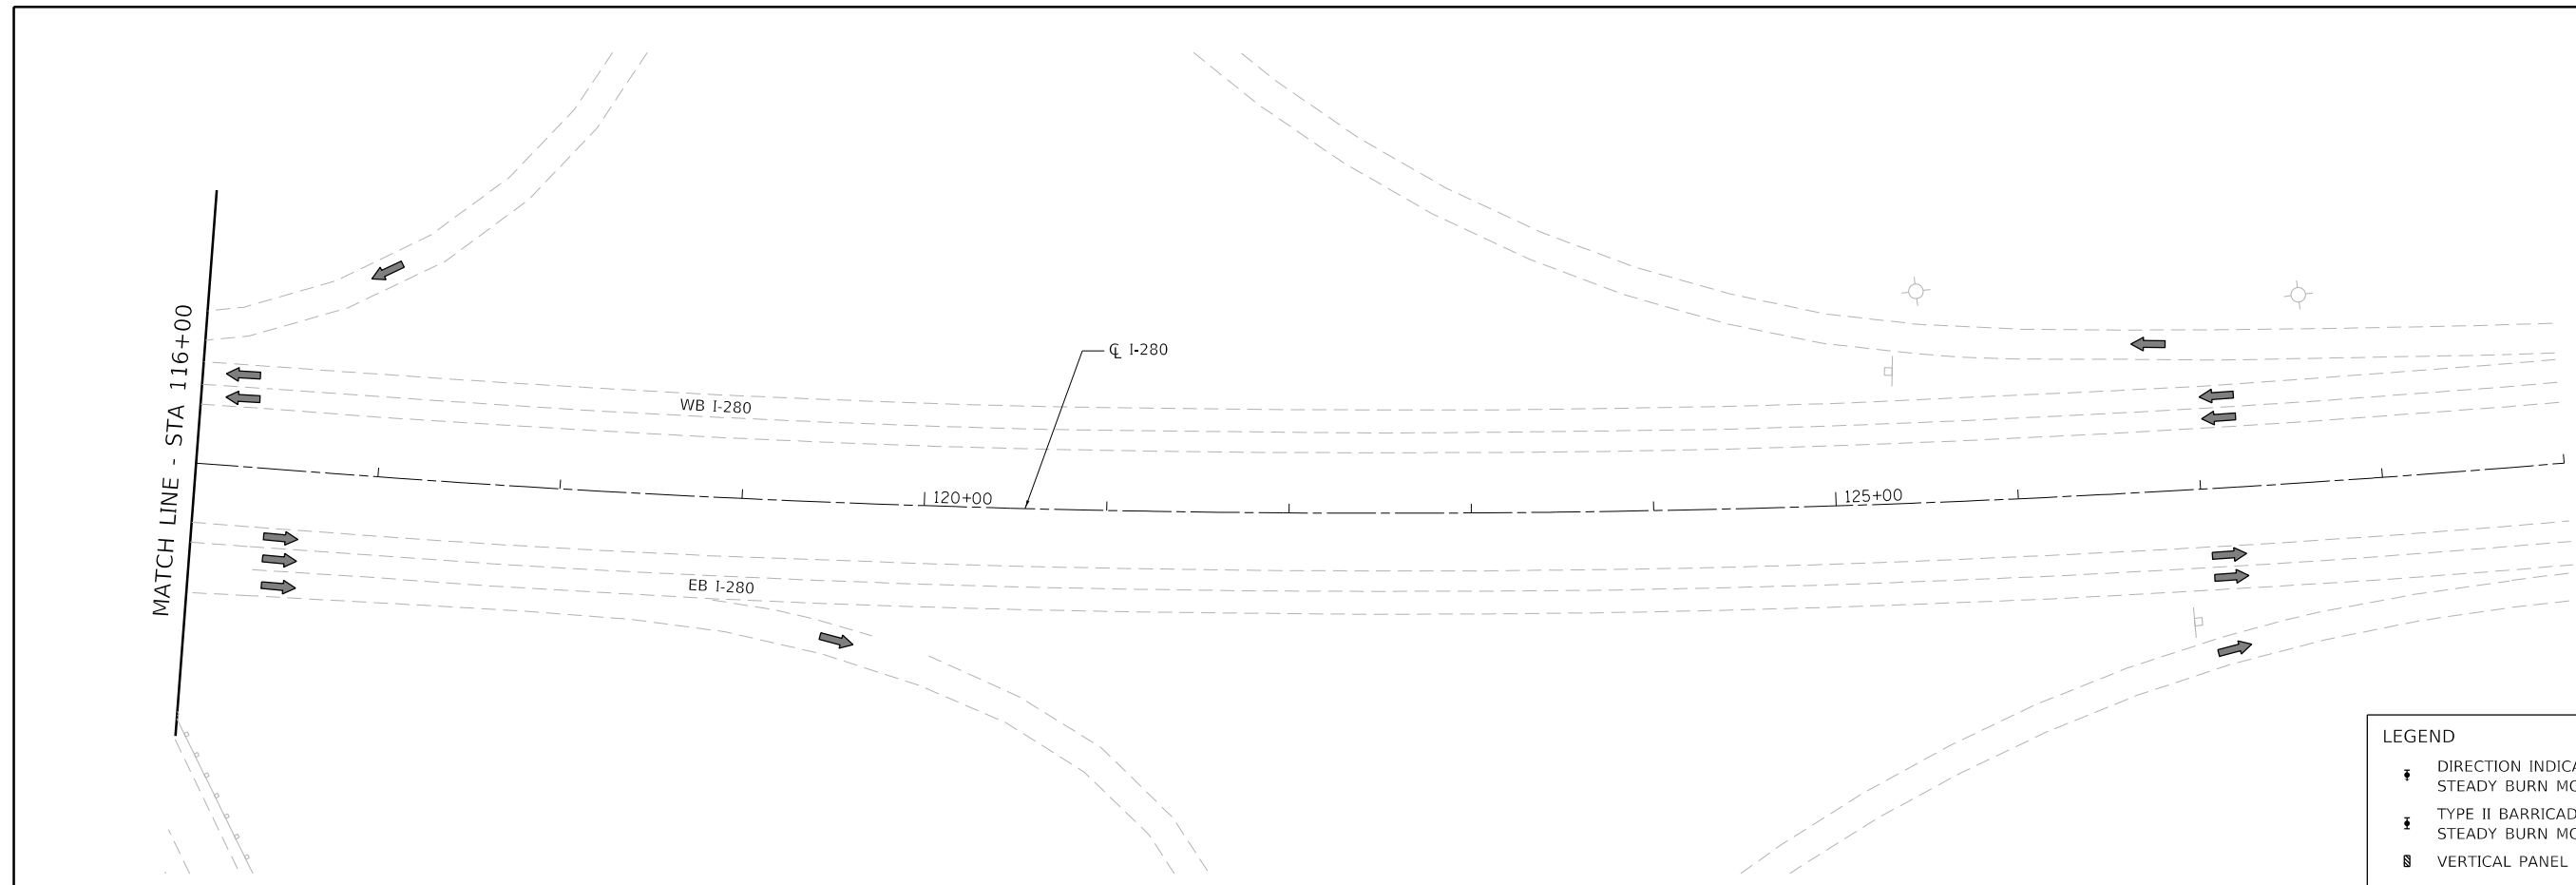 MATCH LINE - STA 116+00
℄ I-280
WB I-280
120+00
125+00
EB I-280
LEGEND
DIRECTION INDICA
STEADY BURN MO
TYPE II BARRICAD
STEADY BURN MO
VERTICAL PANEL